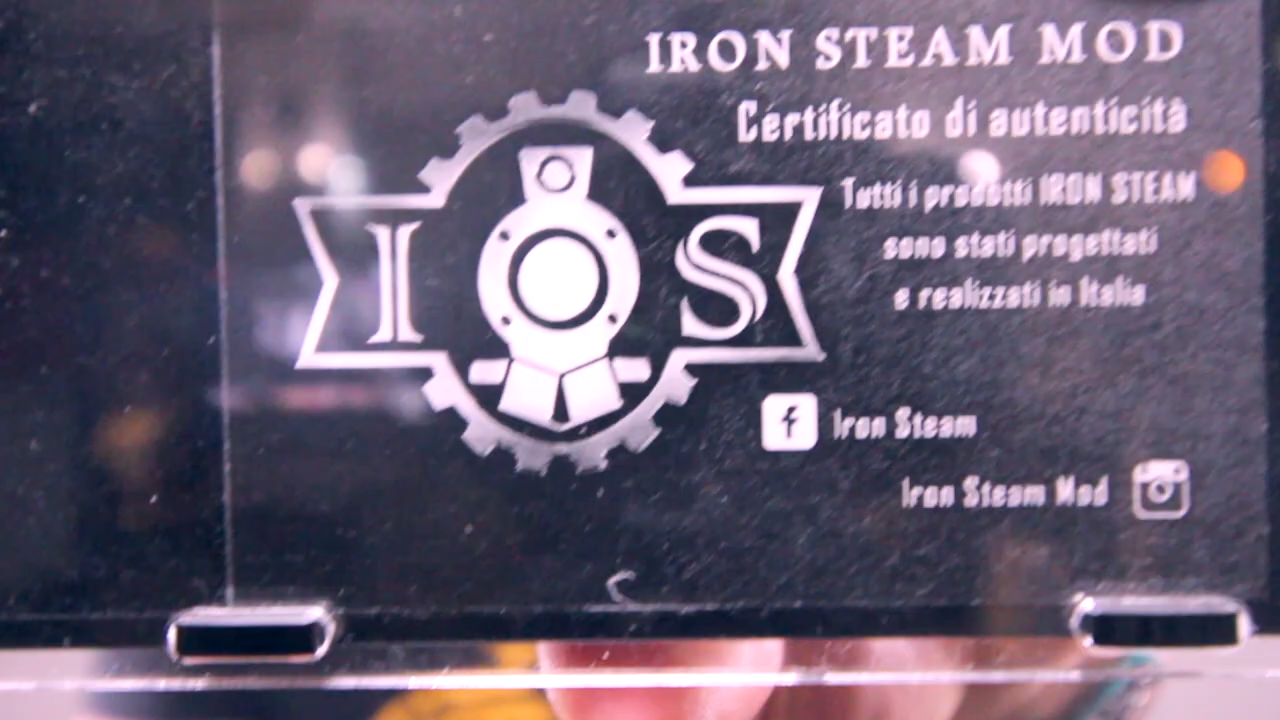 IRON STEAM MOD
Certificato di autenticità
Tutti i prodotti IRON STEAM
sono stati progettati
e realizzati in Italia
I S
Iron Steam
Iron Steam Mod